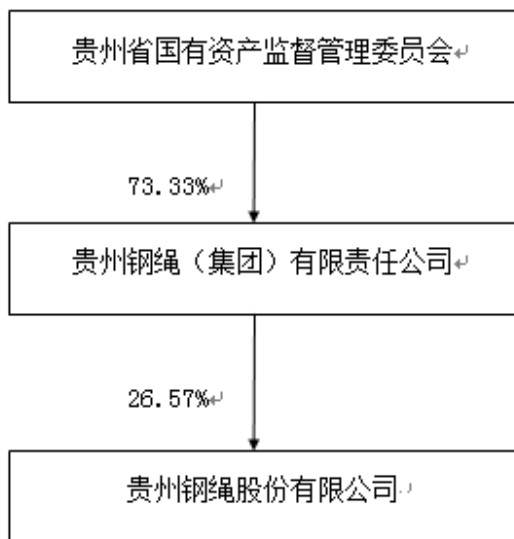 贵州省国有资产监督管理委员会
73.33%
贵州钢绳（集团）有限责任公司
26.57%
贵州钢绳股份有限公司